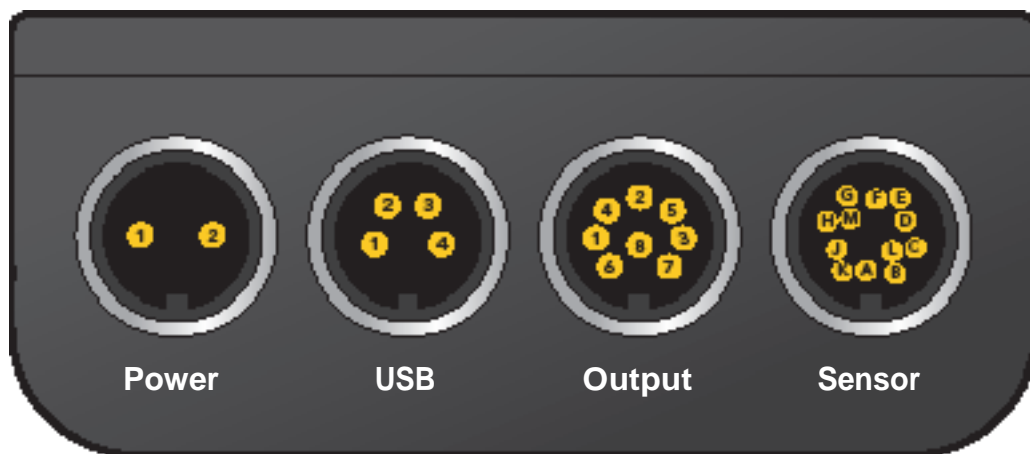 2
G F E
2 3 4 5 H M D
1 2 1 4 1 8 3 J L C
6 7 K A B
Power USB Output Sensor